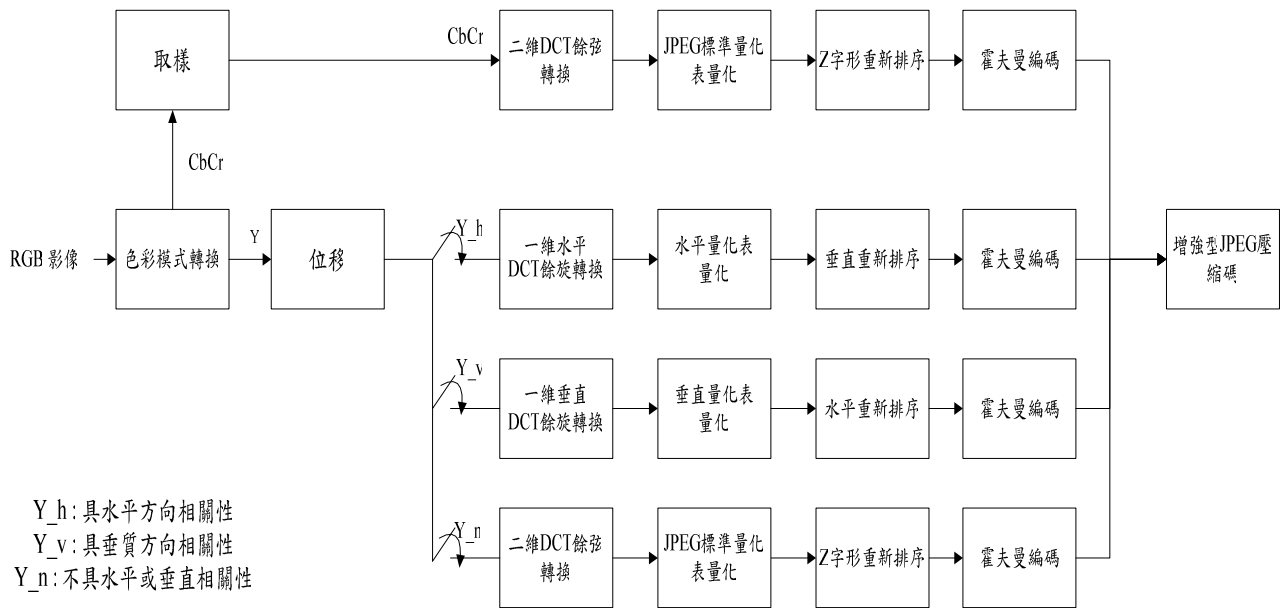 CbCr
取樣
二維DCT餘弦
轉換
JPEG標準量化
表量化
Z字形重新排序
霍夫曼編碼
CbCr
RGB 影像
色彩模式轉換
Y
位移
Y_h
一維水平
DCT餘旋轉換
水平量化表
量化
垂直重新排序
霍夫曼編碼
增強型JPEG壓
縮碼
Y_v
一維垂直
DCT餘旋轉換
垂直量化表
量化
水平重新排序
霍夫曼編碼
Y_n
二維DCT餘弦
轉換
JPEG標準量化
表量化
Z字形重新排序
霍夫曼編碼
Y_h : 具水平方向相關性
Y_v : 具垂質方向相關性
Y_n : 不具水平或垂直相關性